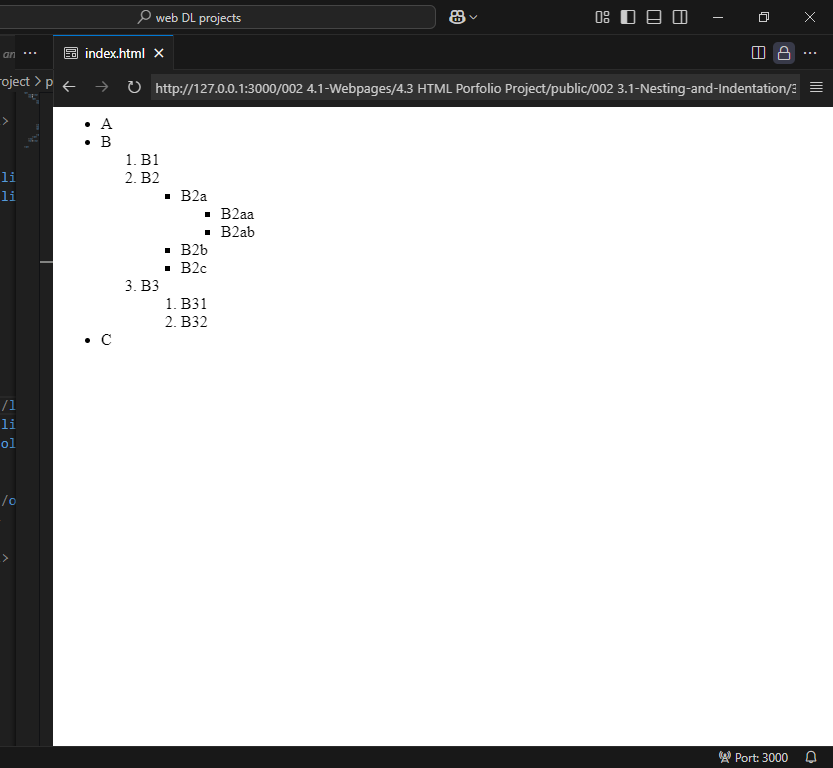 web DL projects
index.html
roject > p
http://127.0.0.1:3000/002 4.1-Webpages/4.3 HTML Porfolio Project/public/002 3.1-Nesting-and-Indentation/3
>
li
li
/l
li
ol
/o
>
• A
• B
1. B1
2. B2
▪ B2a
▪ B2aa
▪ B2ab
▪ B2b
▪ B2c
3. B3
1. B31
2. B32
• C
Port: 3000